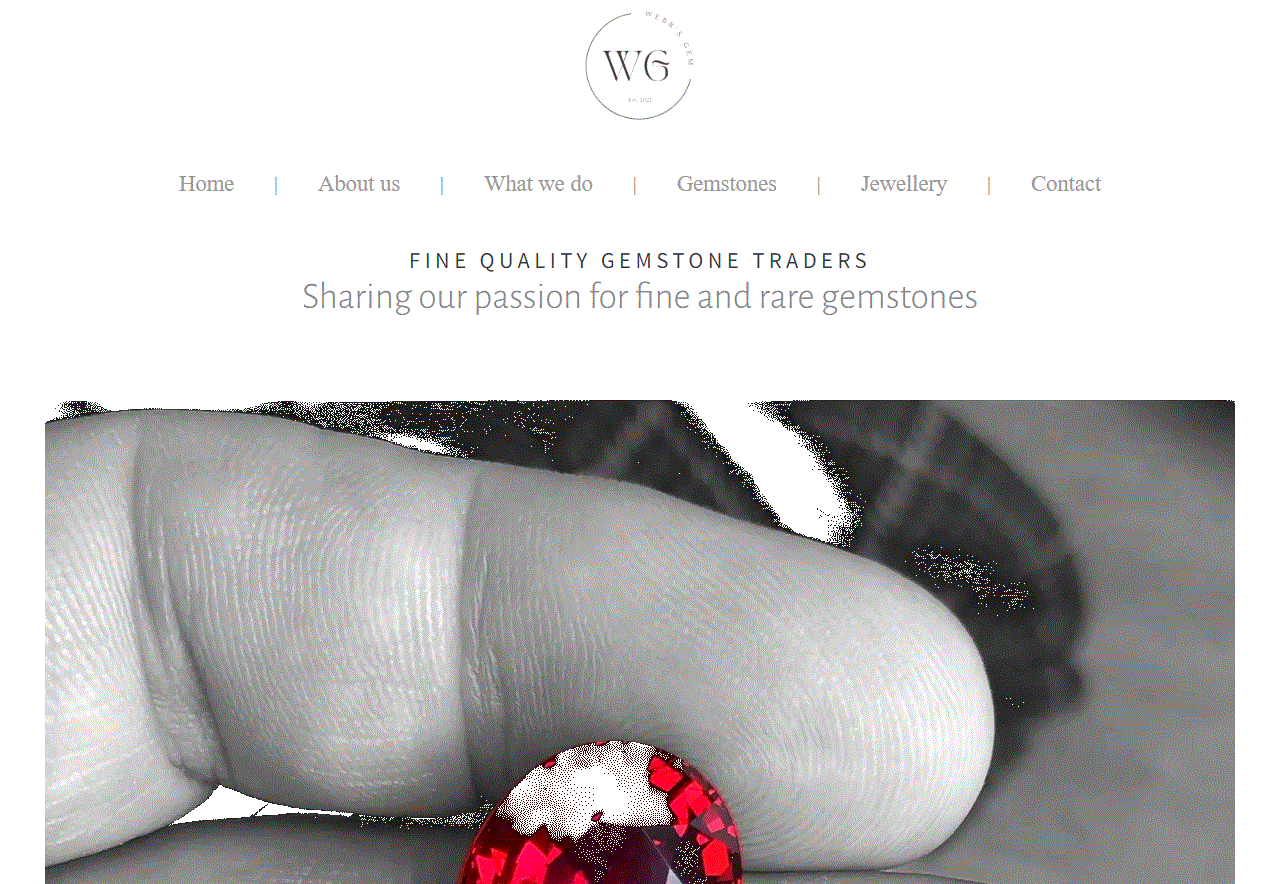 WEBB'S GEM
WG
Est. 2022
Home | About us | What we do | Gemstones | Jewellery | Contact
FINE QUALITY GEMSTONE TRADERS
Sharing our passion for fine and rare gemstones